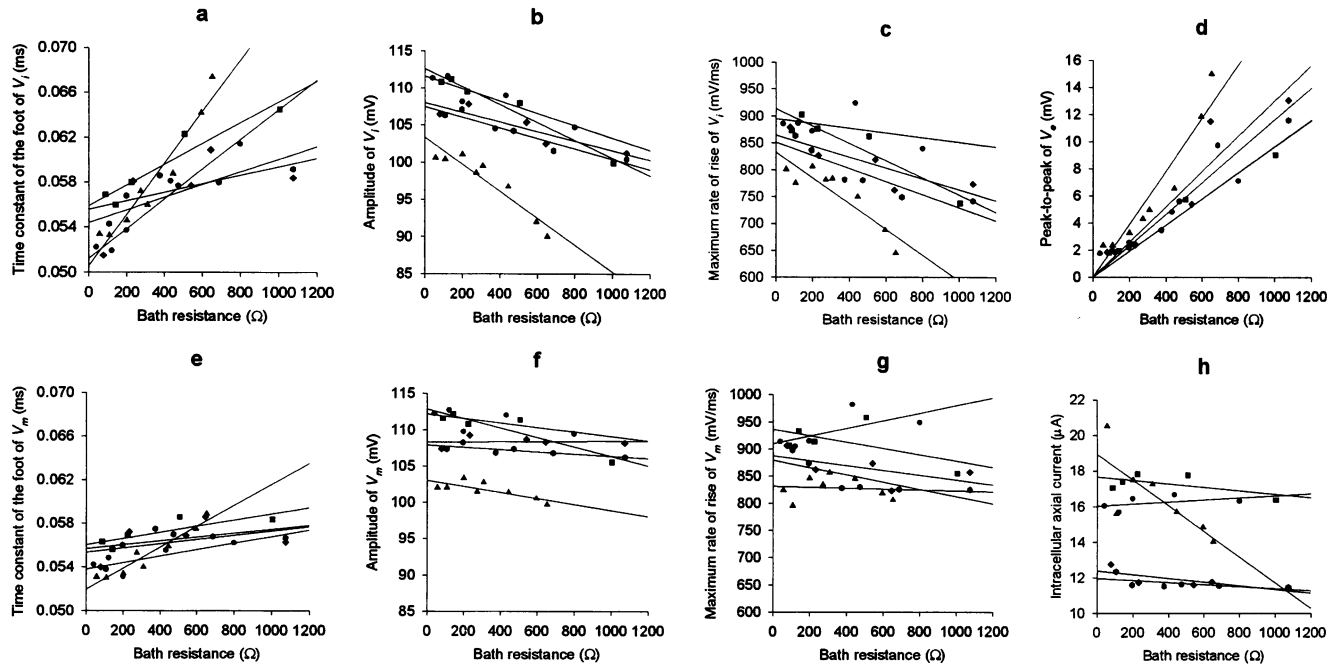 a
Time constant of the foot of Vi (ms)
0.070
0.066
0.062
0.058
0.054
0.050
0 200 400 600 800 1000 1200
Bath resistance (Ω)
b
Amplitude of Vi (mV)
115
110
105
100
95
90
85
0 200 400 600 800 1000 1200
Bath resistance (Ω)
c
Maximum rate of rise of Vi (mV/ms)
1000
950
900
850
800
750
700
650
600
0 200 400 600 800 1000 1200
Bath resistance (Ω)
d
Peak-to-peak of Ve (mV)
16
14
12
10
8
6
4
2
0
0 200 400 600 800 1000 1200
Bath resistance (Ω)
e
Time constant of the foot of Vm (ms)
0.070
0.066
0.062
0.058
0.054
0.050
0 200 400 600 800 1000 1200
Bath resistance (Ω)
f
Amplitude of Vm (mV)
115
110
105
100
95
90
85
0 200 400 600 800 1000 1200
Bath resistance (Ω)
g
Maximum rate of rise of Vm (mV/ms)
1000
950
900
850
800
750
700
650
600
0 200 400 600 800 1000 1200
Bath resistance (Ω)
h
Intracellular axial current (µA)
22
20
18
16
14
12
10
0 200 400 600 800 1000 1200
Bath resistance (Ω)